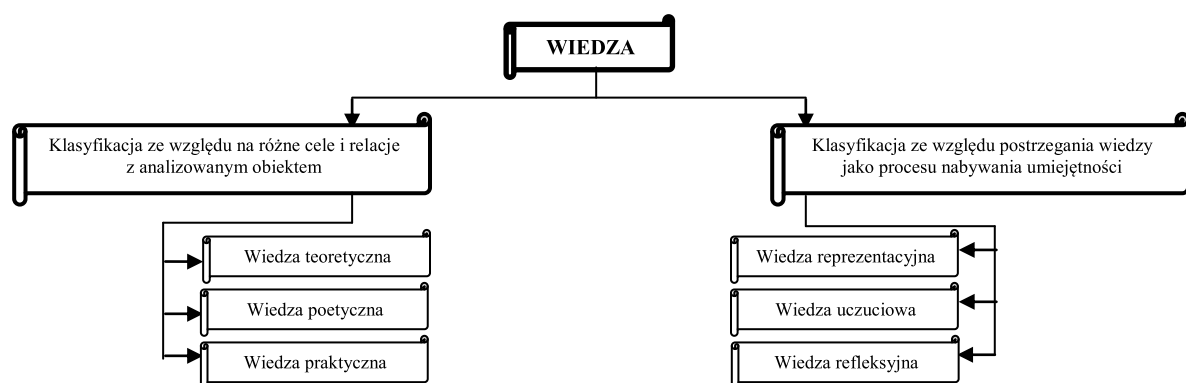 WIEDZA
Klasyfikacja ze względu na różne cele i relacje
z analizowanym obiektem
Klasyfikacja ze względu postrzegania wiedzy
jako procesu nabywania umiejętności
Wiedza teoretyczna
Wiedza poetyczna
Wiedza praktyczna
Wiedza reprezentacyjna
Wiedza uczuciowa
Wiedza refleksyjna